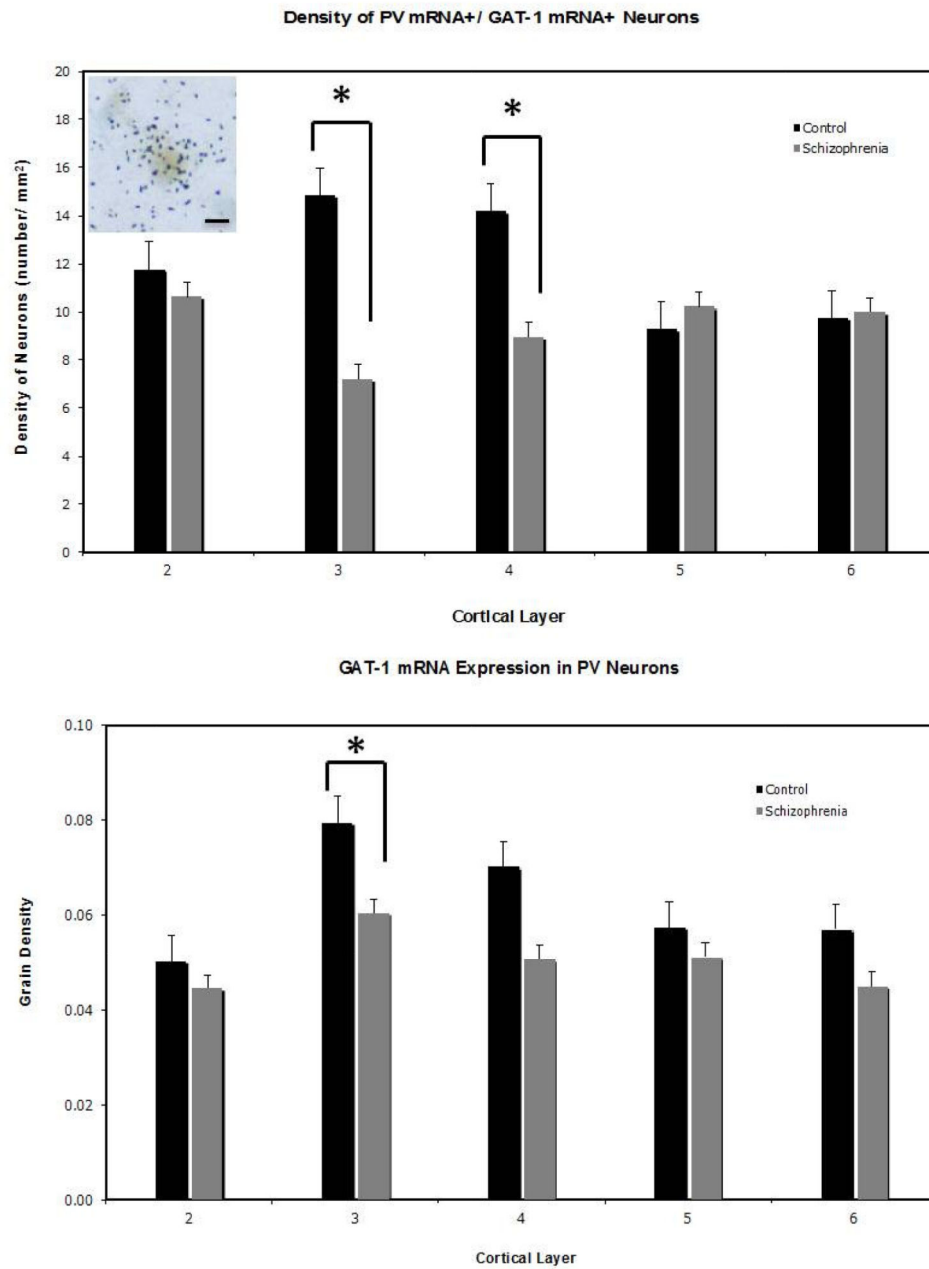 Density of PV mRNA+/ GAT-1 mRNA+ Neurons
20
18
16
14
12
10
8
6
4
2
0
Density of Neurons (number/ mm²)
*
*
Control
Schizophrenia
2 3 4 5 6
Cortical Layer
GAT-1 mRNA Expression in PV Neurons
0.10
0.08
0.06
0.04
0.02
0.00
Grain Density
*
Control
Schizophrenia
2 3 4 5 6
Cortical Layer